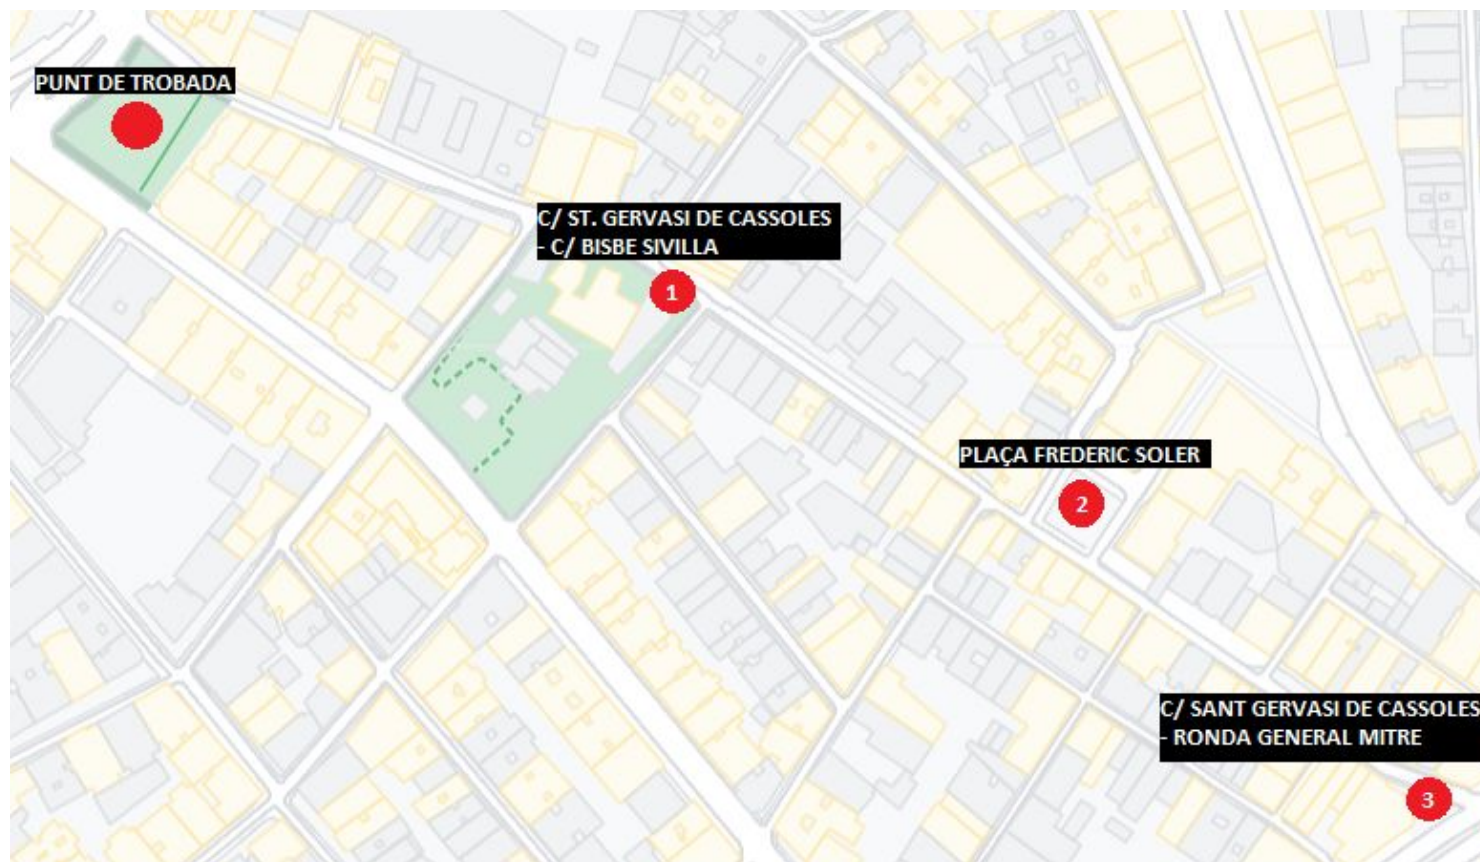 PUNT DE TROBADA
C/ ST. GERVASI DE CASSOLES
- C/ BISBE SIVILLA
1
PLAÇA FREDERIC SOLER
2
C/ SANT GERVASI DE CASSOLES
- RONDA GENERAL MITRE
3